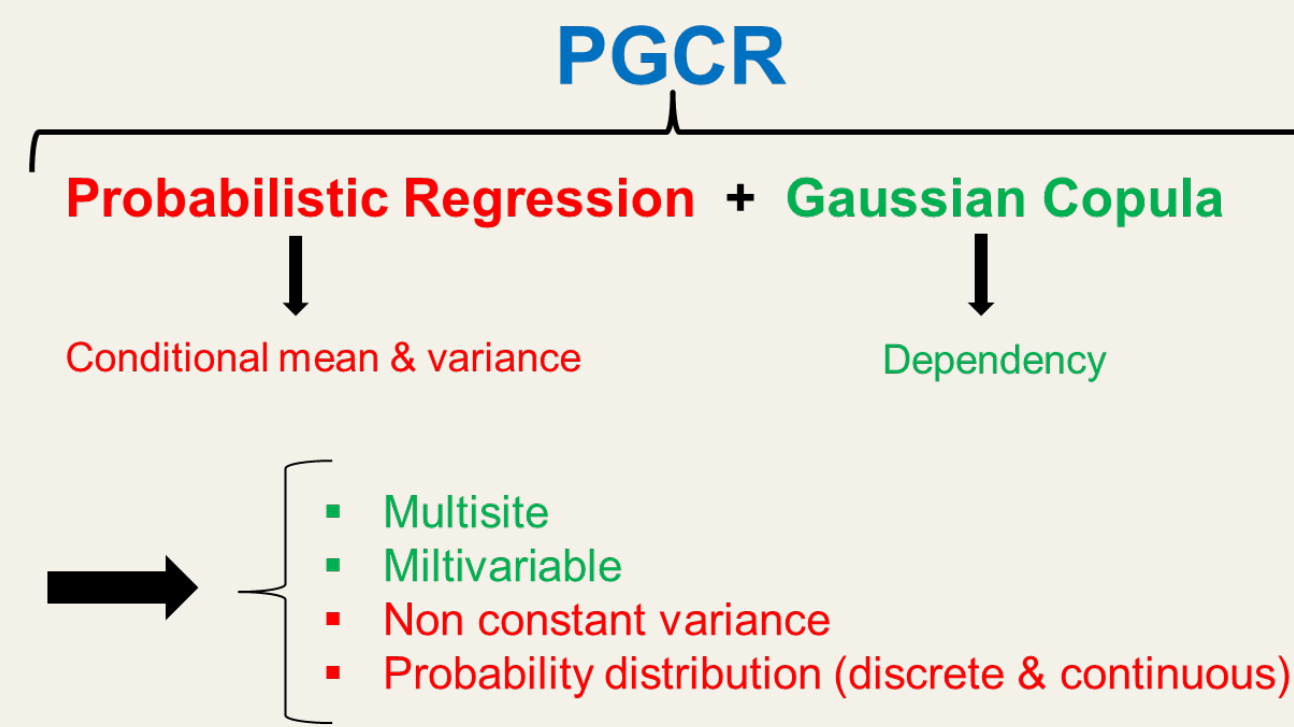 PGCR
Probabilistic Regression + Gaussian Copula
Conditional mean & variance
Dependency
▪ Multisite
▪ Miltivariable
▪ Non constant variance
▪ Probability distribution (discrete & continuous)